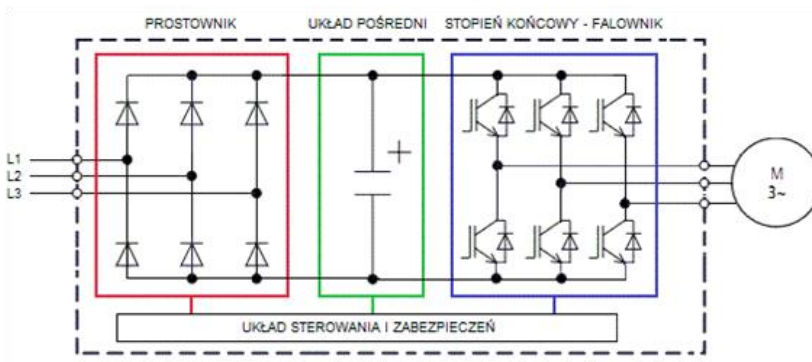 PROSTOWNIK
UKŁAD POŚREDNI
STOPIEŃ KOŃCOWY - FALOWNIK
L1
L2
L3
+
M
3~
UKŁAD STEROWANIA I ZABEZPIECZEŃ